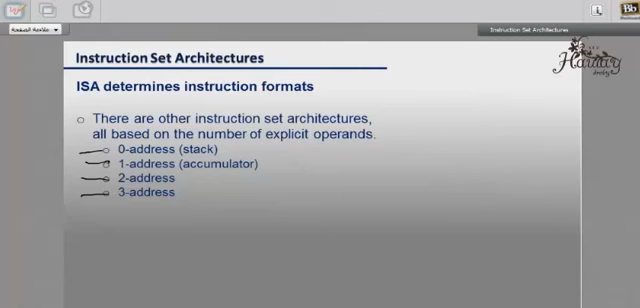 Bb
Instruction Set Architectures
Instruction Set Architectures
ISA determines instruction formats
There are other instruction set architectures,
all based on the number of explicit operands.
0-address (stack)
1-address (accumulator)
2-address
3-address